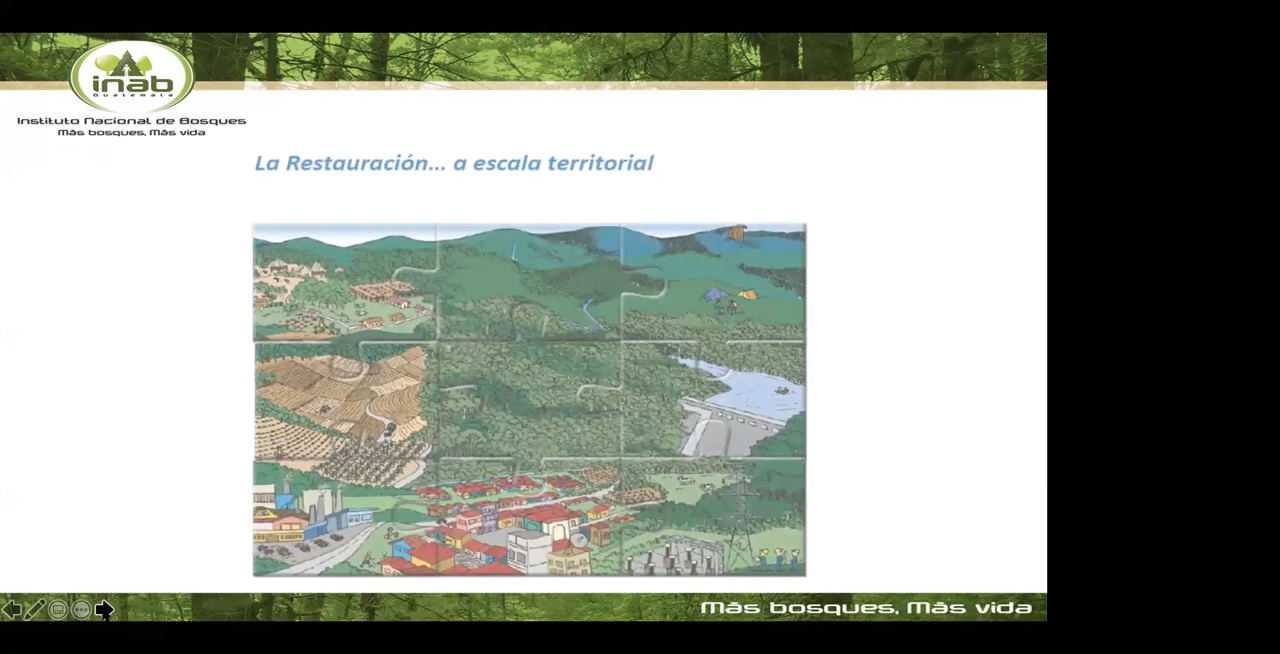 inab
Guatemala
Instituto Nacional de Bosques
Más bosques, Más vida
La Restauración... a escala territorial
Más bosques, Más vida